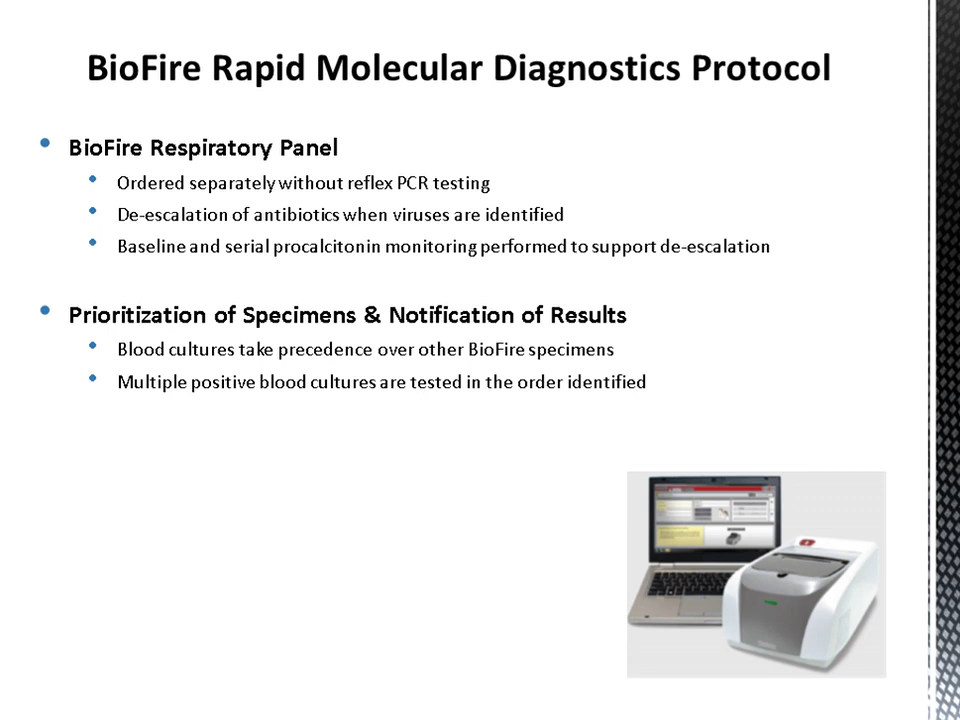 BioFire Rapid Molecular Diagnostics Protocol
BioFire Respiratory Panel
Ordered separately without reflex PCR testing
De-escalation of antibiotics when viruses are identified
Baseline and serial procalcitonin monitoring performed to support de-escalation
Prioritization of Specimens & Notification of Results
Blood cultures take precedence over other BioFire specimens
Multiple positive blood cultures are tested in the order identified